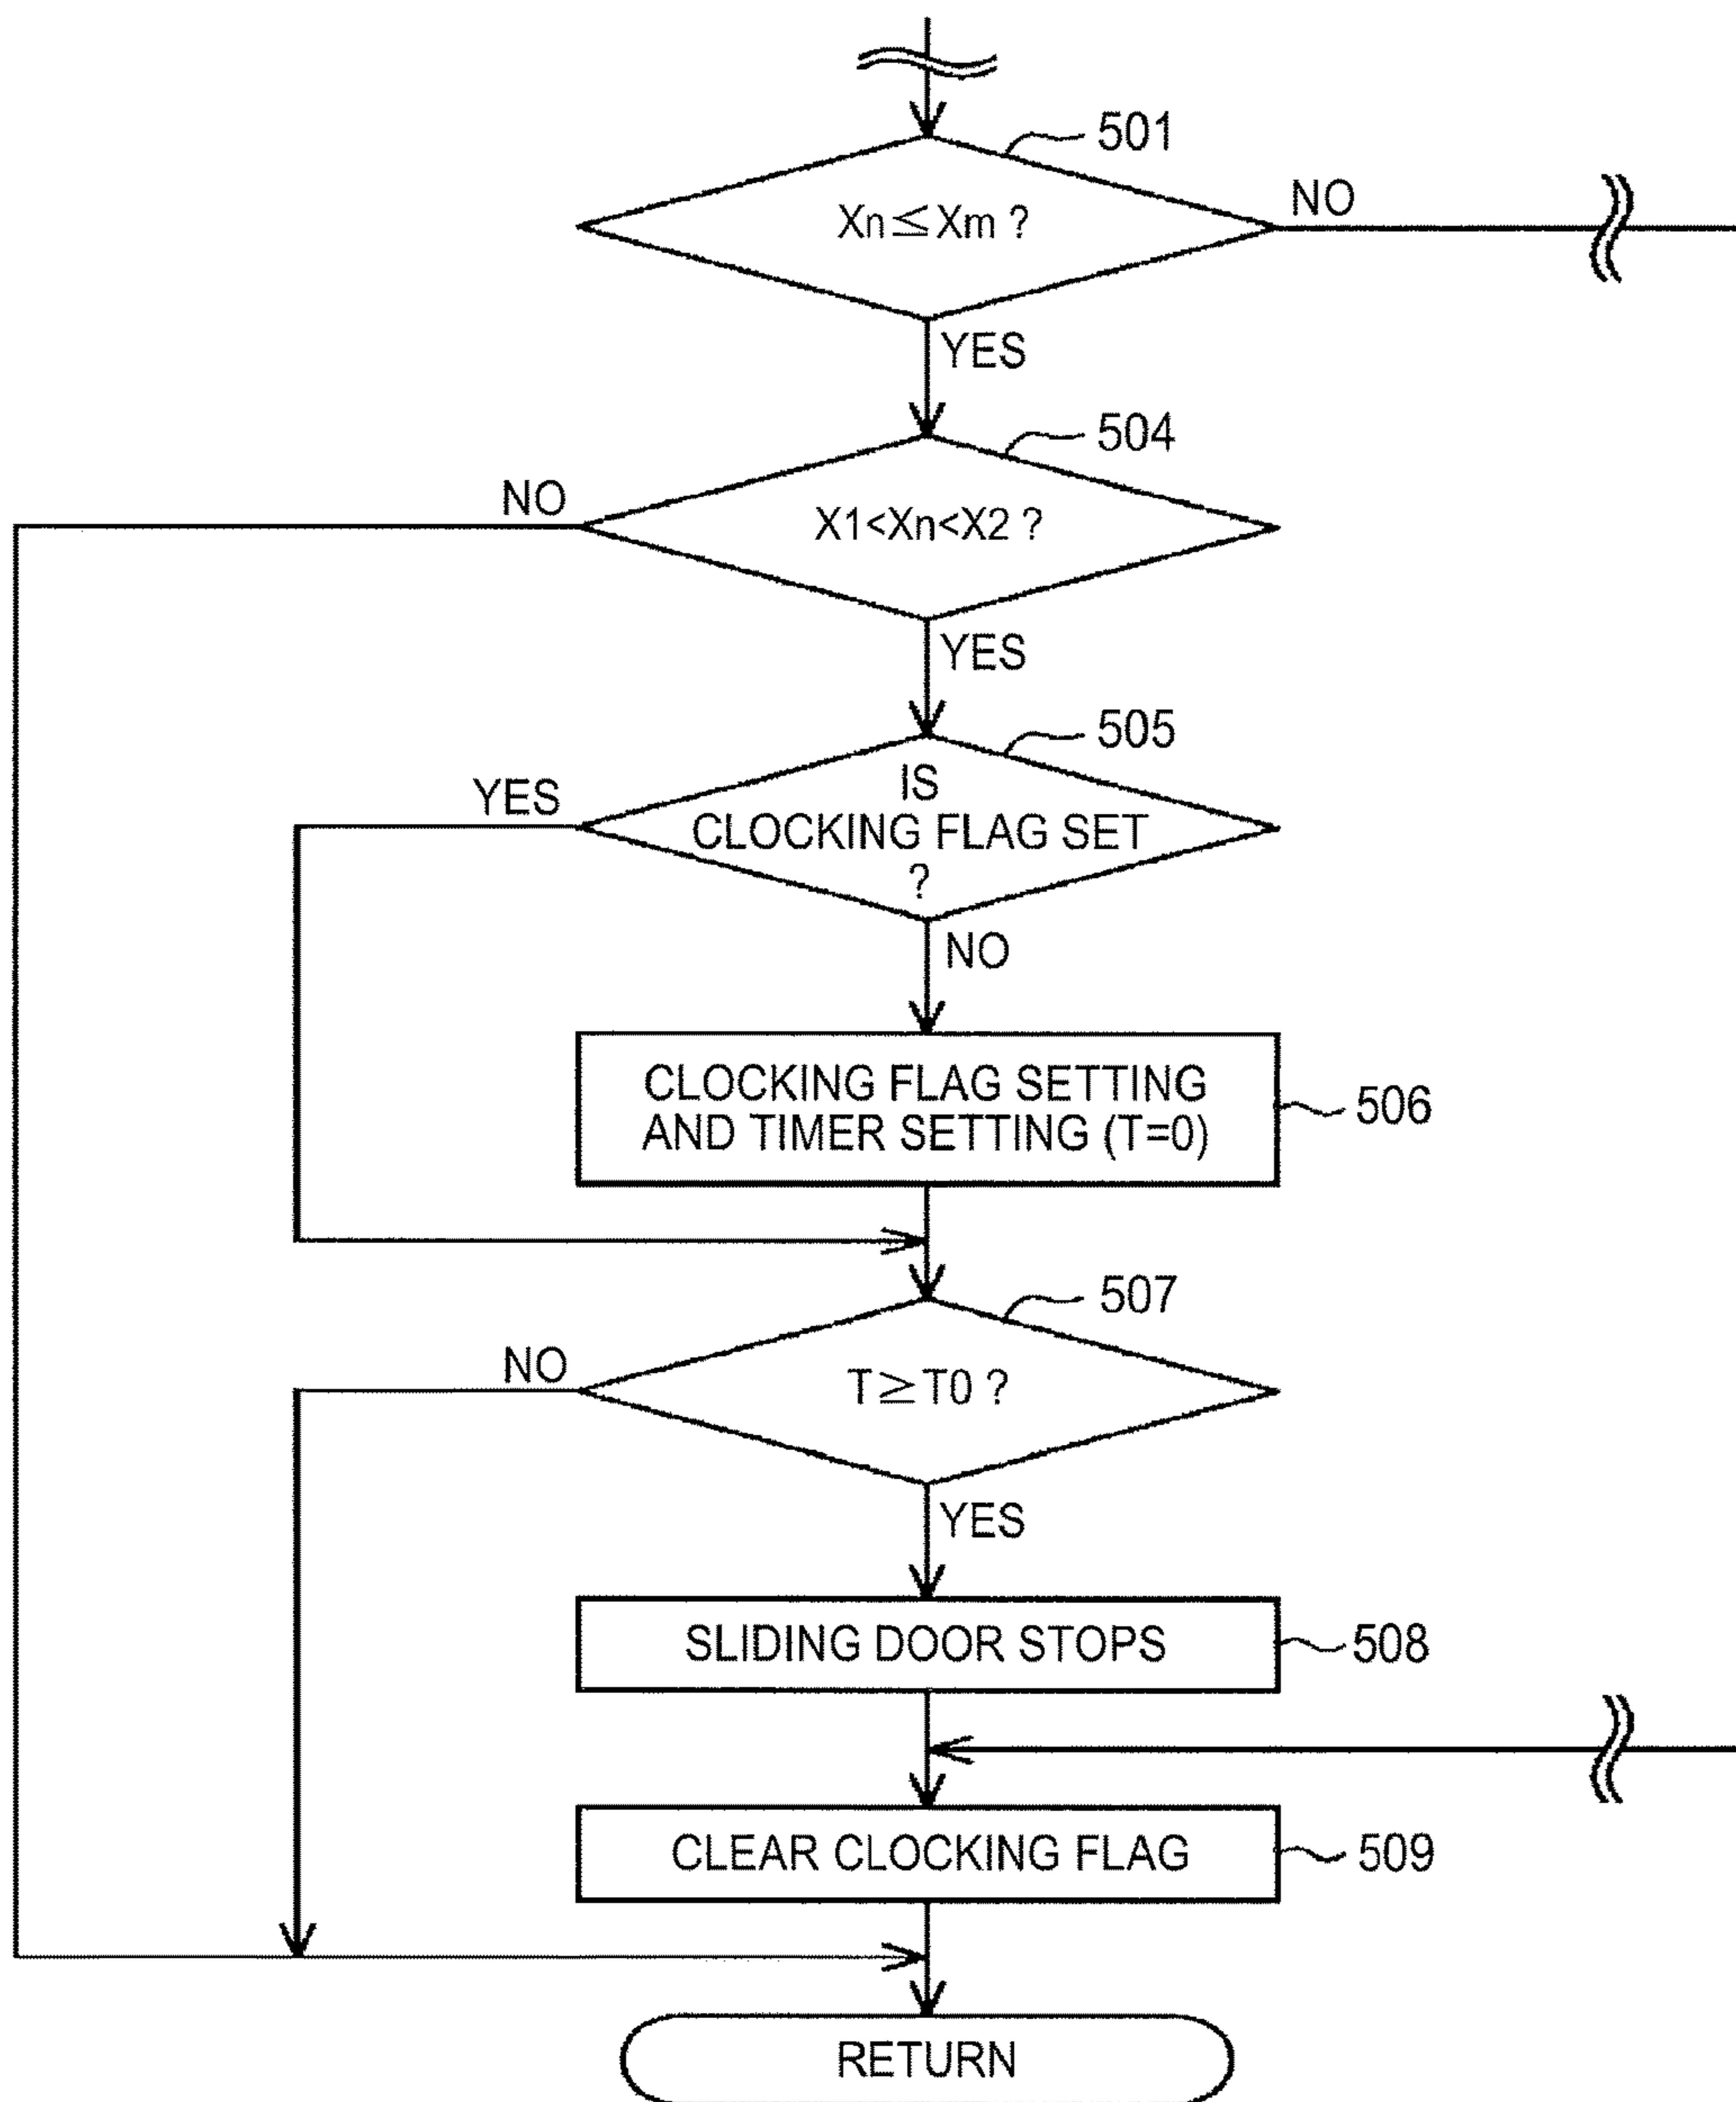 501
Xn≦Xm ?
NO
YES
504
NO
X1<Xn<X2 ?
YES
505
YES
IS
CLOCKING FLAG SET
?
NO
CLOCKING FLAG SETTING
AND TIMER SETTING (T=0)
506
507
NO
T≧T0 ?
YES
SLIDING DOOR STOPS
508
CLEAR CLOCKING FLAG
509
RETURN